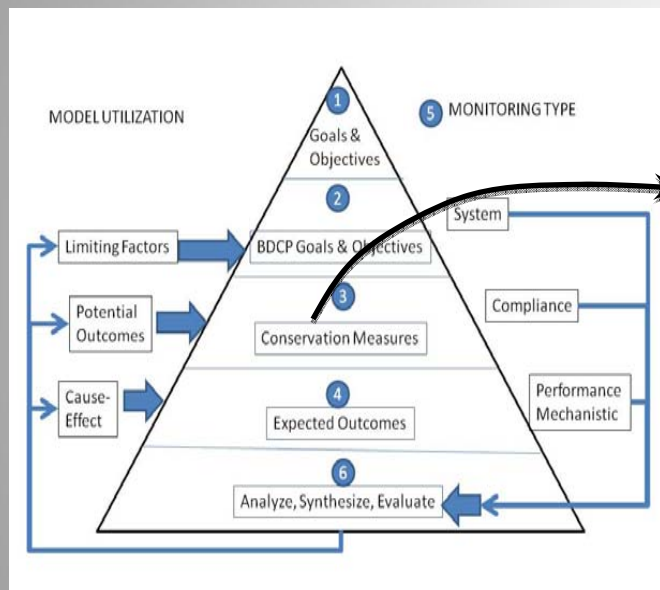 MODEL UTILIZATION
1
Goals &
Objectives
5 MONITORING TYPE
2
BDCP Goals & Objectives
Limiting Factors
System
3
Conservation Measures
Potential
Outcomes
Compliance
4
Expected Outcomes
Cause-
Effect
Performance
Mechanistic
6
Analyze, Synthesize, Evaluate